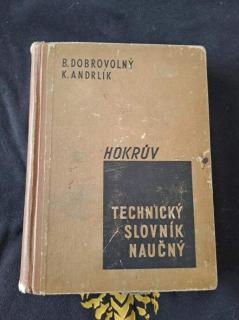 B. DOBROVOLNÝ
K. ANDRLÍK
HOKRŮV
TECHNICKÝ
SLOVNÍK
NAUČNÝ